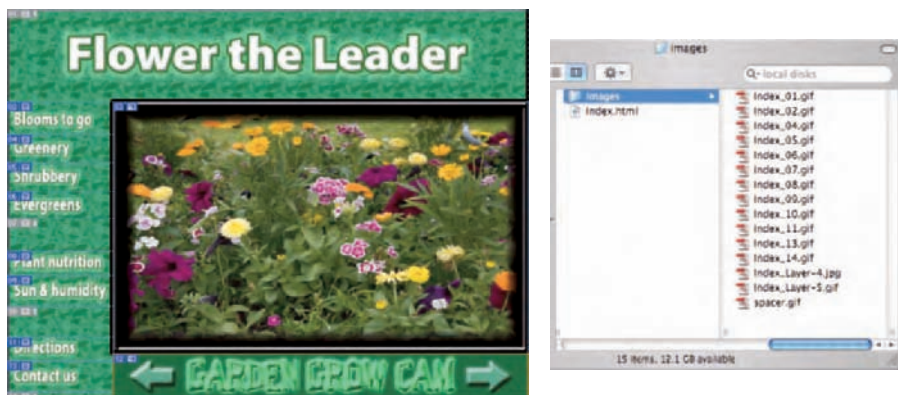 Flower the Leader
Blooms to go
Greenery
Shrubbery
Evergreens
Plant nutrition
Sun & humidity
Directions
Contact us
GARDEN GROW CAM
images
local disks
images
index.html
index_01.gif
index_02.gif
index_04.gif
index_05.gif
index_06.gif
index_07.gif
index_08.gif
index_09.gif
index_10.gif
index_11.gif
index_13.gif
index_14.gif
index_Layer-4.jpg
index_Layer-5.gif
spacer.gif
15 items, 12.1 GB available